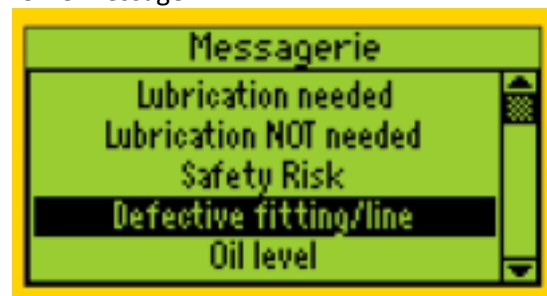 Messagerie
Lubrication needed
Lubrication NOT needed
Safety Risk
Defective fitting/line
Oil level